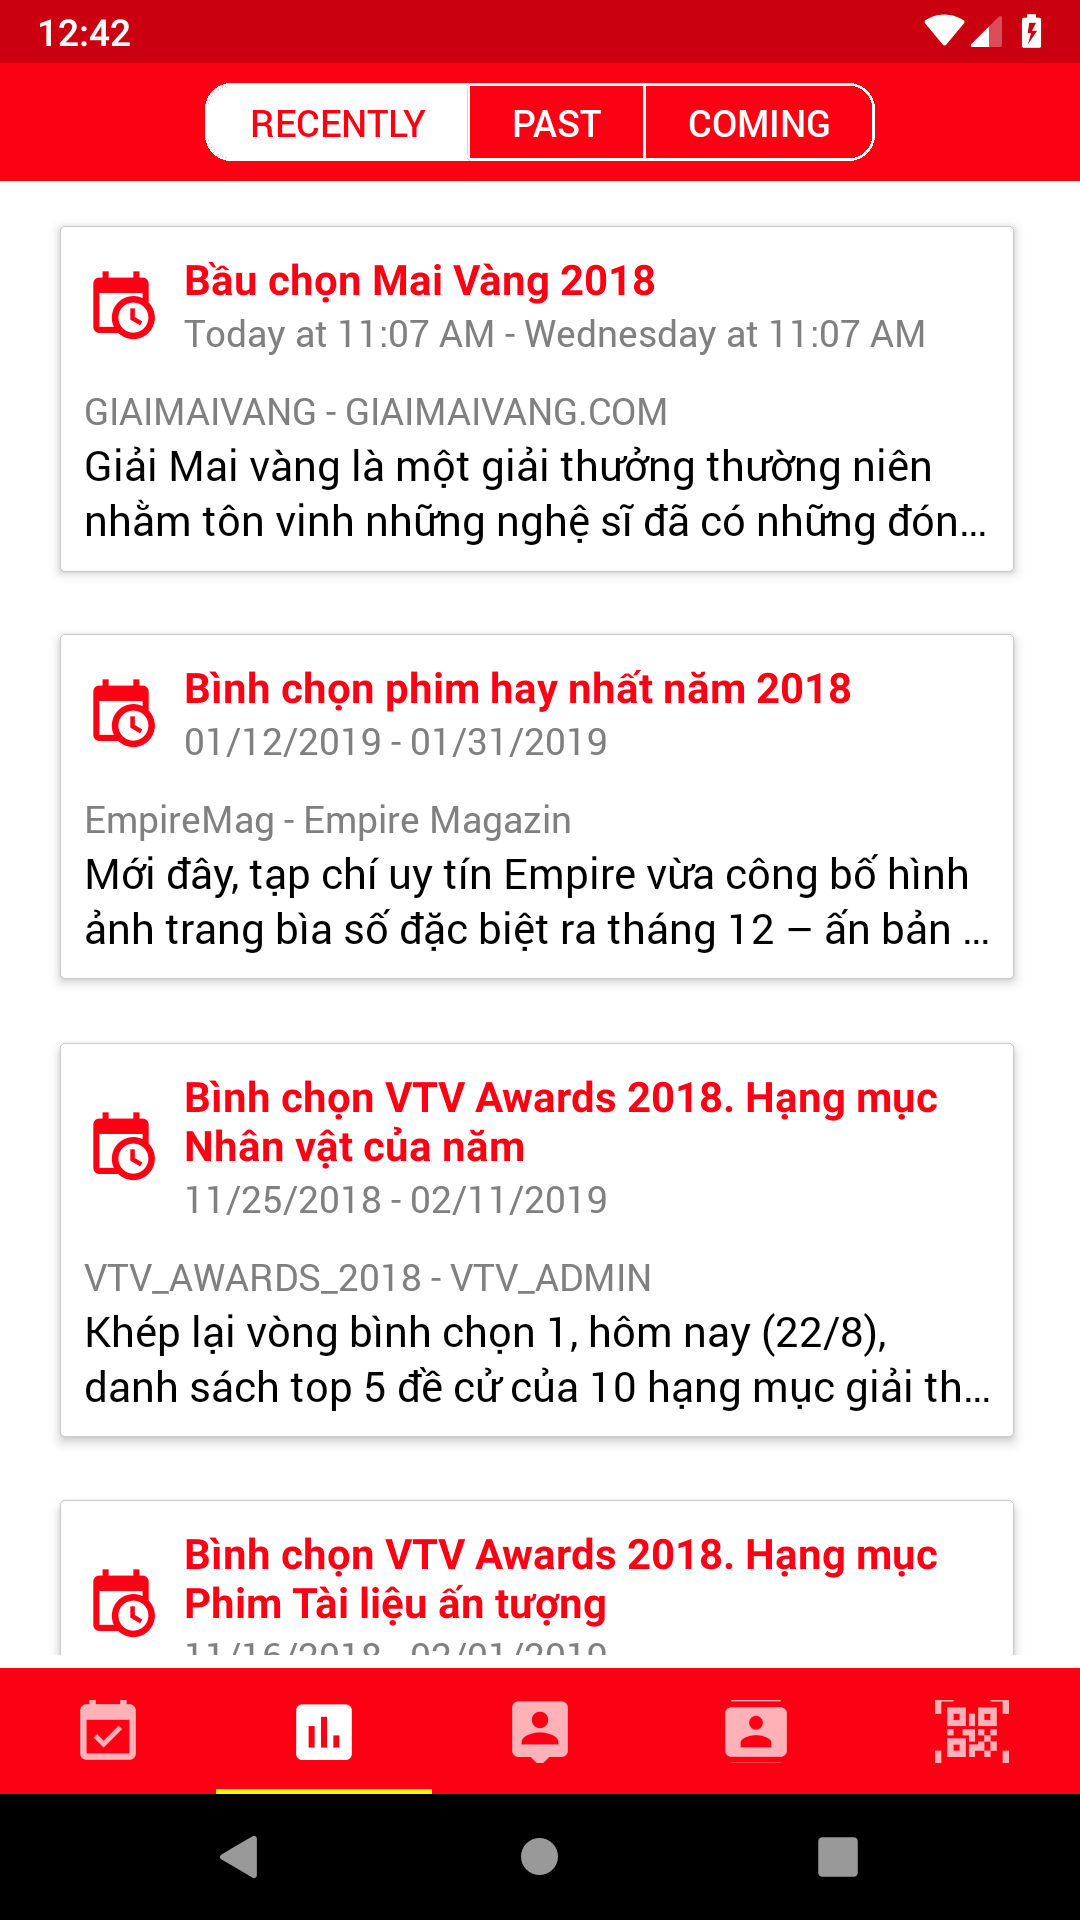 12:42
RECENTLY PAST COMING
Bầu chọn Mai Vàng 2018
Today at 11:07 AM - Wednesday at 11:07 AM
GIAIMAIVANG - GIAIMAIVANG.COM
Giải Mai vàng là một giải thưởng thường niên
nhằm tôn vinh những nghệ sĩ đã có những đón...
Bình chọn phim hay nhất năm 2018
01/12/2019 - 01/31/2019
EmpireMag - Empire Magazin
Mới đây, tạp chí uy tín Empire vừa công bố hình
ảnh trang bìa số đặc biệt ra tháng 12 – ấn bản ...
Bình chọn VTV Awards 2018. Hạng mục
Nhân vật của năm
11/25/2018 - 02/11/2019
VTV_AWARDS_2018 - VTV_ADMIN
Khép lại vòng bình chọn 1, hôm nay (22/8),
danh sách top 5 đề cử của 10 hạng mục giải th...
Bình chọn VTV Awards 2018. Hạng mục
Phim Tài liệu ấn tượng
11/16/2018 - 02/01/2019